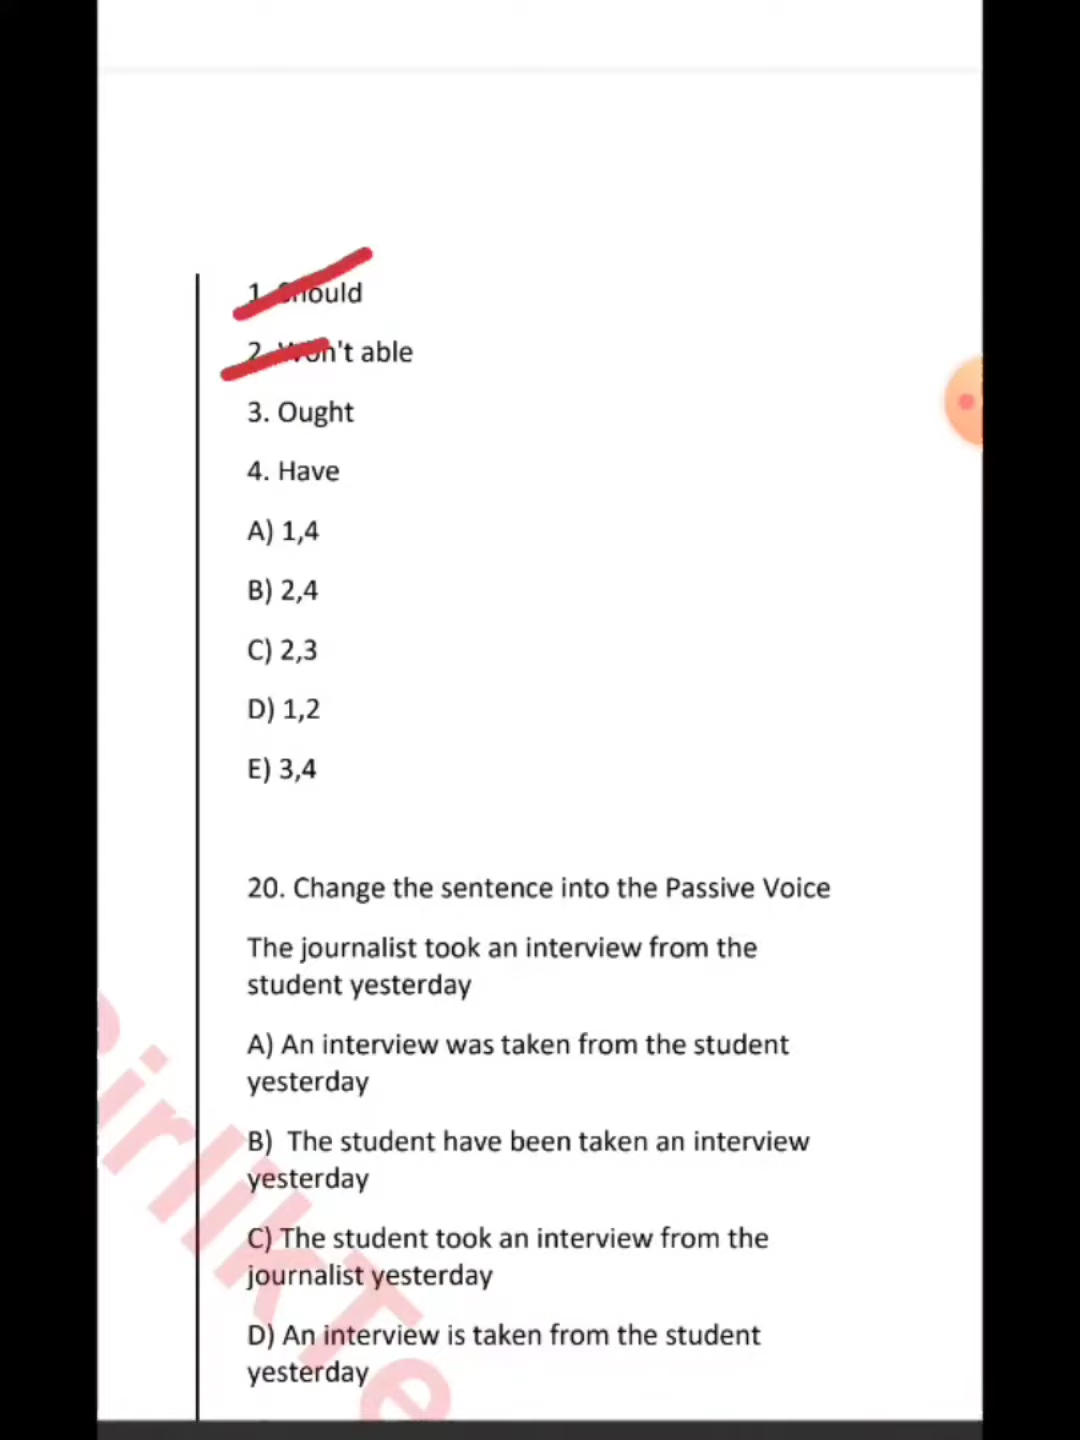 1. Should
2. Won't able
3. Ought
4. Have
A) 1,4
B) 2,4
C) 2,3
D) 1,2
E) 3,4
20. Change the sentence into the Passive Voice
The journalist took an interview from the
student yesterday
A) An interview was taken from the student
yesterday
B)  The student have been taken an interview
yesterday
C) The student took an interview from the
journalist yesterday
D) An interview is taken from the student
yesterday